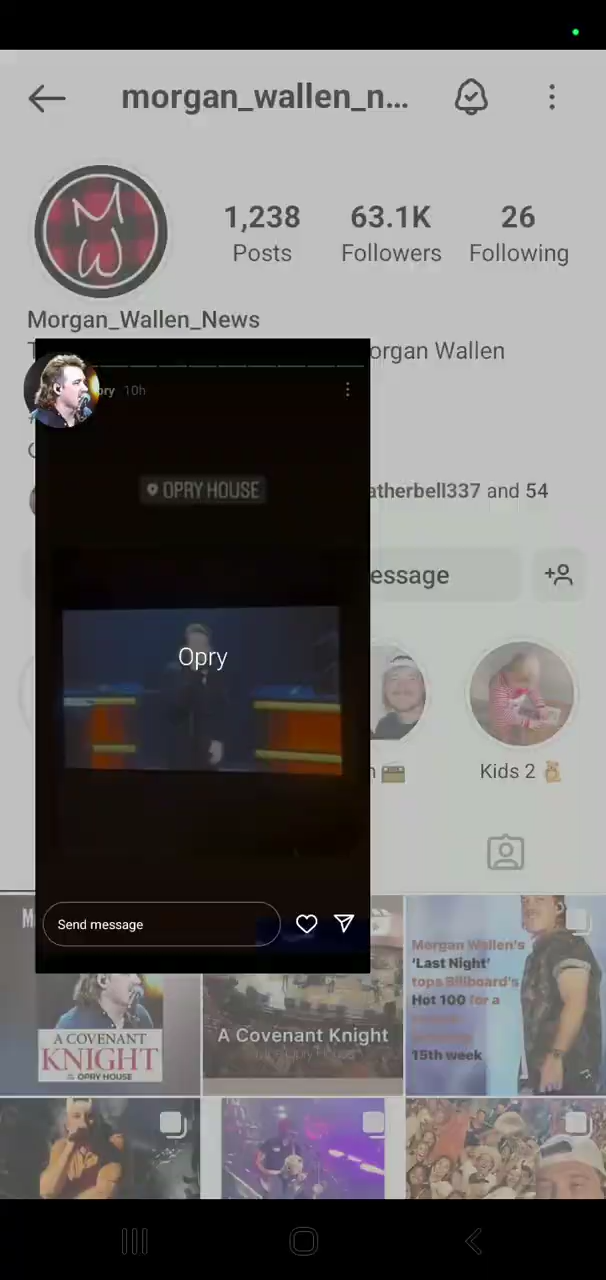 morgan_wallen_n...
1,238
Posts
63.1K
Followers
26
Following
MW
Morgan_Wallen_News
organ Wallen
ory 10h
OPRY HOUSE
atherbell337 and 54
essage
Opry
Kids 2
Send message
A COVENANT
KNIGHT
OPRY HOUSE
A Covenant Knight
Morgan Wallen's
'Last Night'
tops Billboard's
Hot 100 for a
15th week